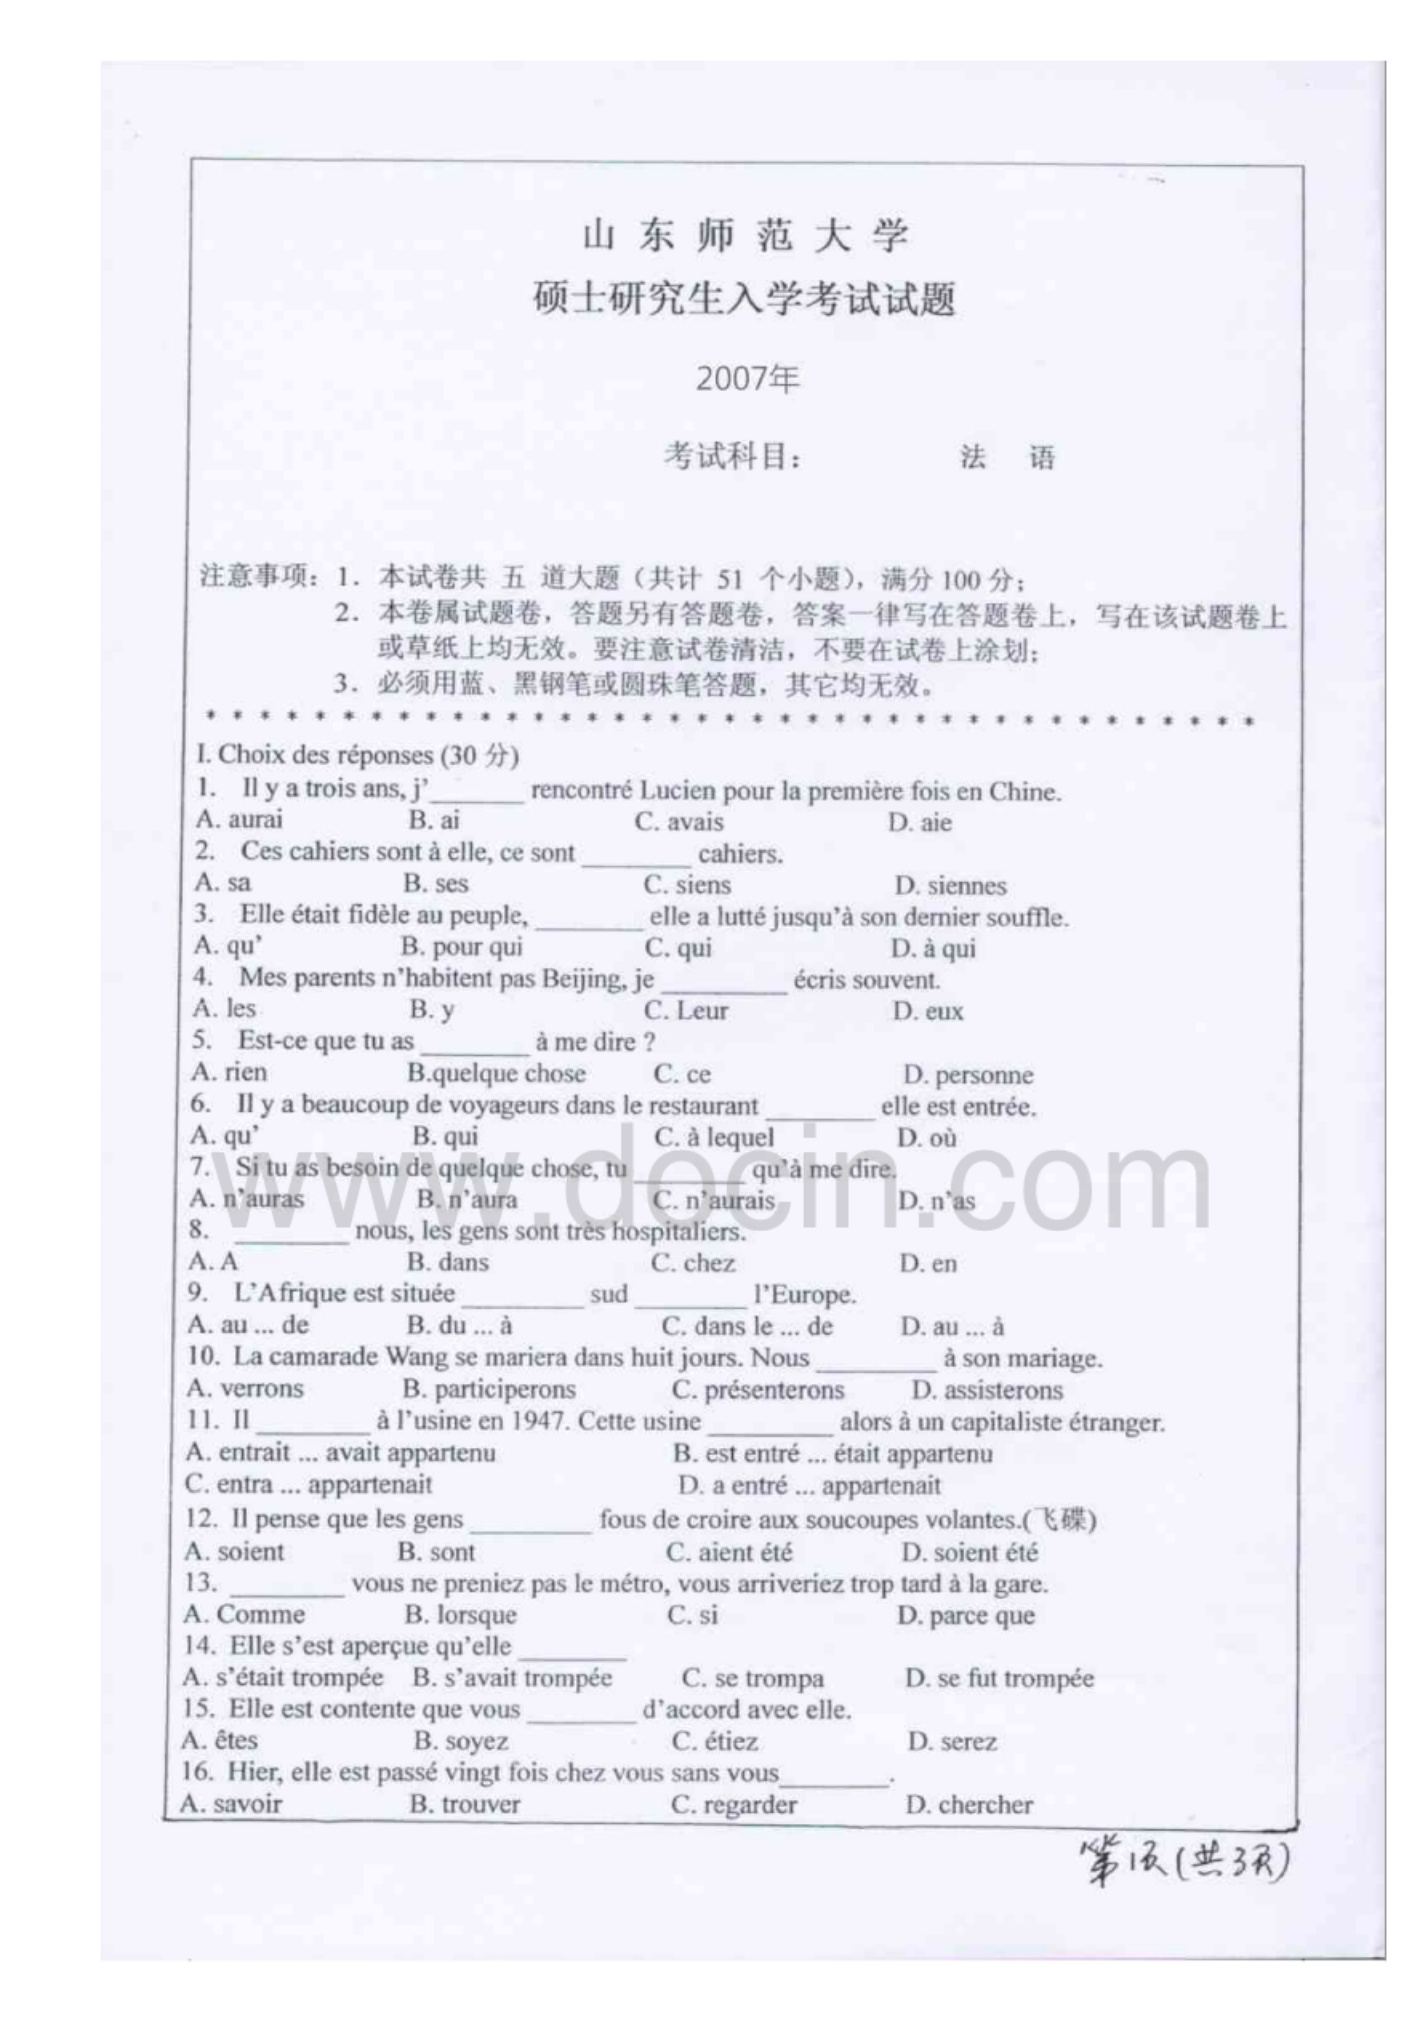 山东师范大学
硕士研究生入学考试试题
2007年
考试科目： 法 语
注意事项：1．本试卷共 五 道大题（共计 51 个小题），满分 100 分；
2．本卷属试题卷，答题另有答题卷，答案一律写在答题卷上，写在该试题卷上
或草纸上均无效。要注意试卷清洁，不要在试卷上涂划；
3．必须用蓝、黑钢笔或圆珠笔答题，其它均无效。
* * * * * * * * * * * * * * * * * * * * * * * * * * * * * * * * * * * * * * *
I. Choix des réponses (30 分)
1. Il y a trois ans, j’_______ rencontré Lucien pour la première fois en Chine.
A. aurai B. ai C. avais D. aie
2. Ces cahiers sont à elle, ce sont ________ cahiers.
A. sa B. ses C. siens D. siennes
3. Elle était fidèle au peuple, ________ elle a lutté jusqu’à son dernier souffle.
A. qu’ B. pour qui C. qui D. à qui
4. Mes parents n’habitent pas Beijing, je _________ écris souvent.
A. les B. y C. Leur D. eux
5. Est-ce que tu as ________ à me dire ?
A. rien B.quelque chose C. ce D. personne
6. Il y a beaucoup de voyageurs dans le restaurant ________ elle est entrée.
A. qu’ B. qui C. à lequel D. où
7. Si tu as besoin de quelque chose, tu ________ qu’à me dire.
A. n’auras B. n’aura C. n’aurais D. n’as
8. ________ nous, les gens sont très hospitaliers.
A. A B. dans C. chez D. en
9. L’Afrique est située _________ sud ________ l’Europe.
A. au ... de B. du ... à C. dans le ... de D. au ... à
10. La camarade Wang se mariera dans huit jours. Nous _________ à son mariage.
A. verrons B. participerons C. présenterons D. assisterons
11. Il ________ à l’usine en 1947. Cette usine _________ alors à un capitaliste étranger.
A. entrait ... avait appartenu B. est entré ... était appartenu
C. entra ... appartenait D. a entré ... appartenait
12. Il pense que les gens _________ fous de croire aux soucoupes volantes.(飞碟)
A. soient B. sont C. aient été D. soient été
13. ________ vous ne preniez pas le métro, vous arriveriez trop tard à la gare.
A. Comme B. lorsque C. si D. parce que
14. Elle s’est aperçue qu’elle ________
A. s’était trompée B. s’avait trompée C. se trompa D. se fut trompée
15. Elle est contente que vous ________ d’accord avec elle.
A. êtes B. soyez C. étiez D. serez
16. Hier, elle est passé vingt fois chez vous sans vous________.
A. savoir B. trouver C. regarder D. chercher
第1页(共3页)
www.docin.com